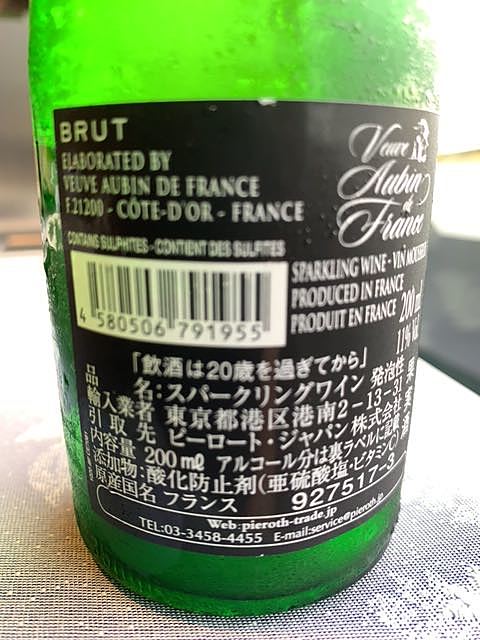 BRUT
ELABORATED BY
VEUVE AUBIN DE FRANCE
F.21200 - CÔTE-D'OR - FRANCE
CONTAINS SULPHITES - CONTIENT DES SULFITES
4 580506 791955
Veuve
Aubin
de
France
SPARKLING WINE - VIN MOUSSEUX
PRODUCED IN FRANCE
PRODUIT EN FRANCE
200 ml
11% Vol.
「飲酒は20歳を過ぎてから」
品 名:スパークリングワイン 発泡性 果実酒
輸入業者 東京都港区港南2-13-31
引取先 ピーロート・ジャパン株式会社
内容量 200㎖ アルコール分は裏ラベルに記載
添加物:酸化防止剤(亜硫酸塩・ビタミンC)
原産国名 フランス 927517-3
Web:pieroth-trade.jp
TEL:03-3458-4455 E-mail:service@pieroth.jp